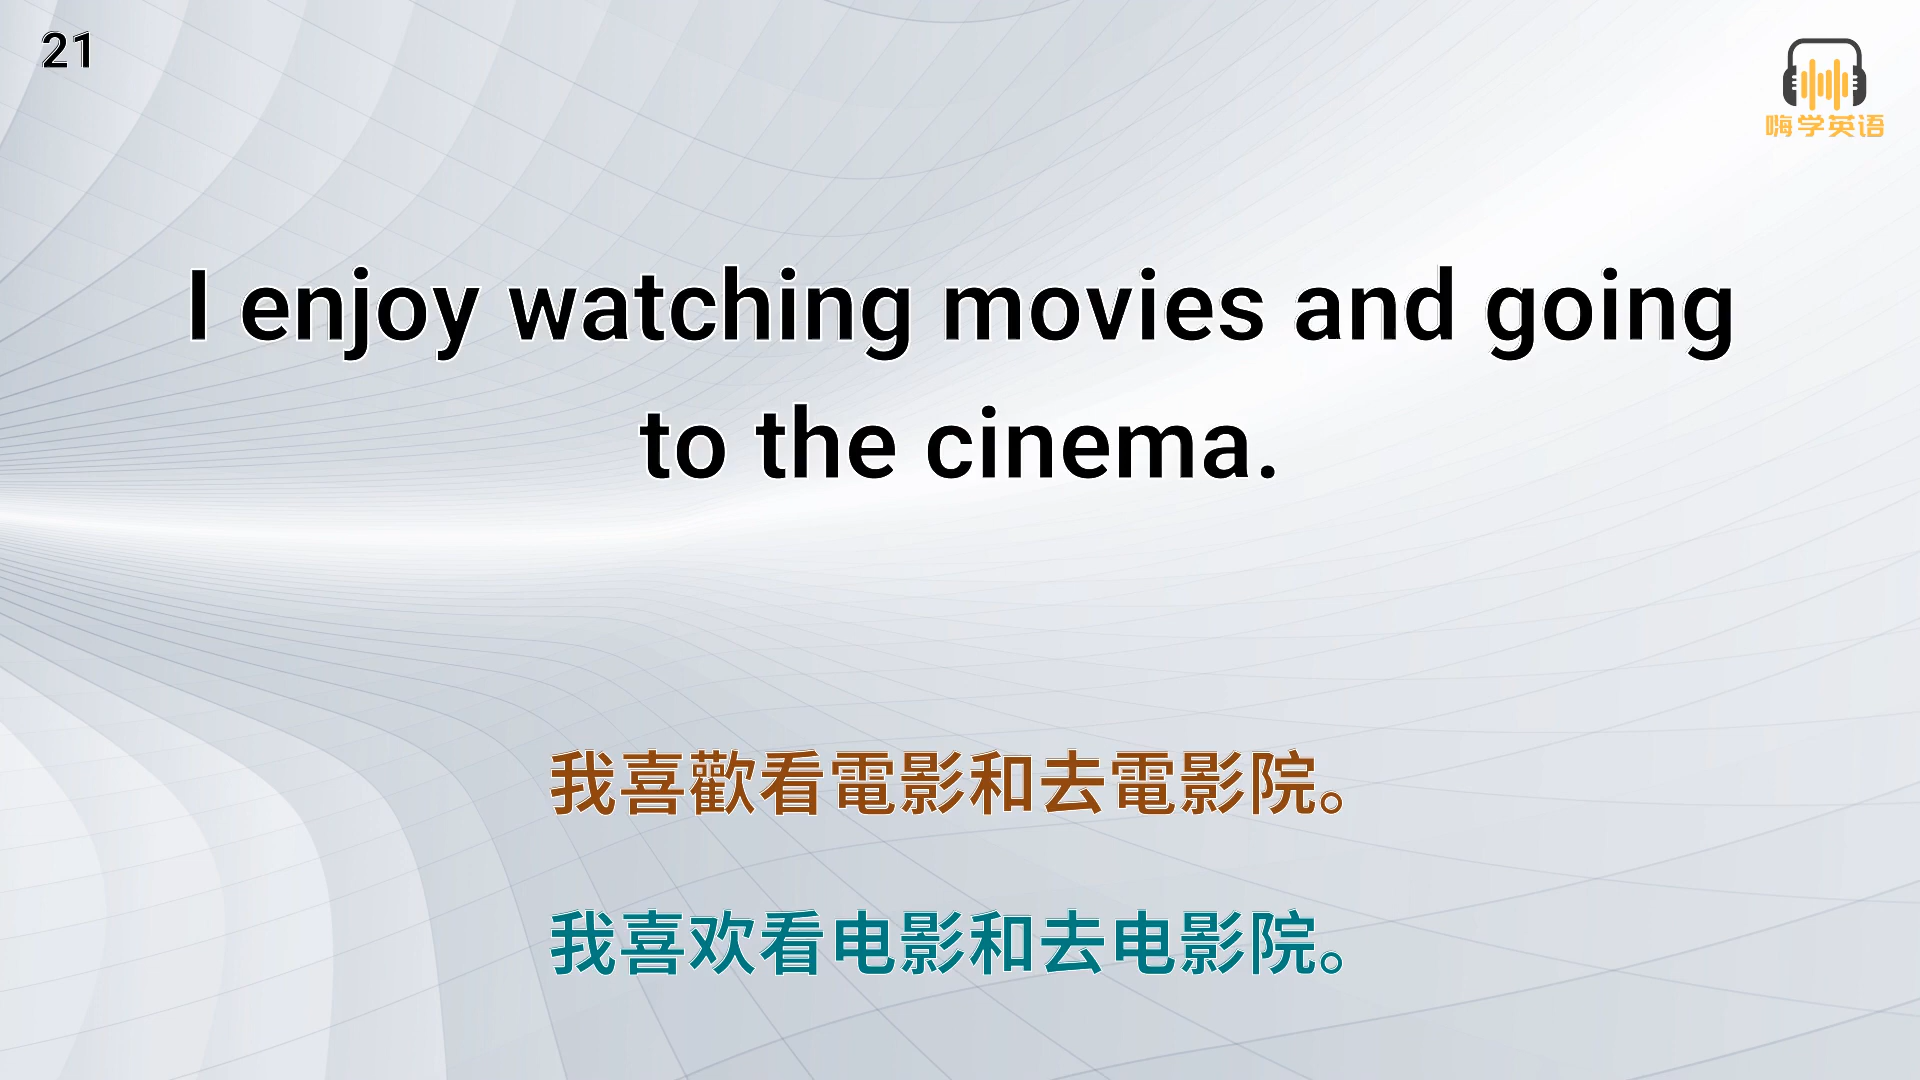 21
嗨学英语
I enjoy watching movies and going
to the cinema.
我喜歡看電影和去電影院。
我喜欢看电影和去电影院。